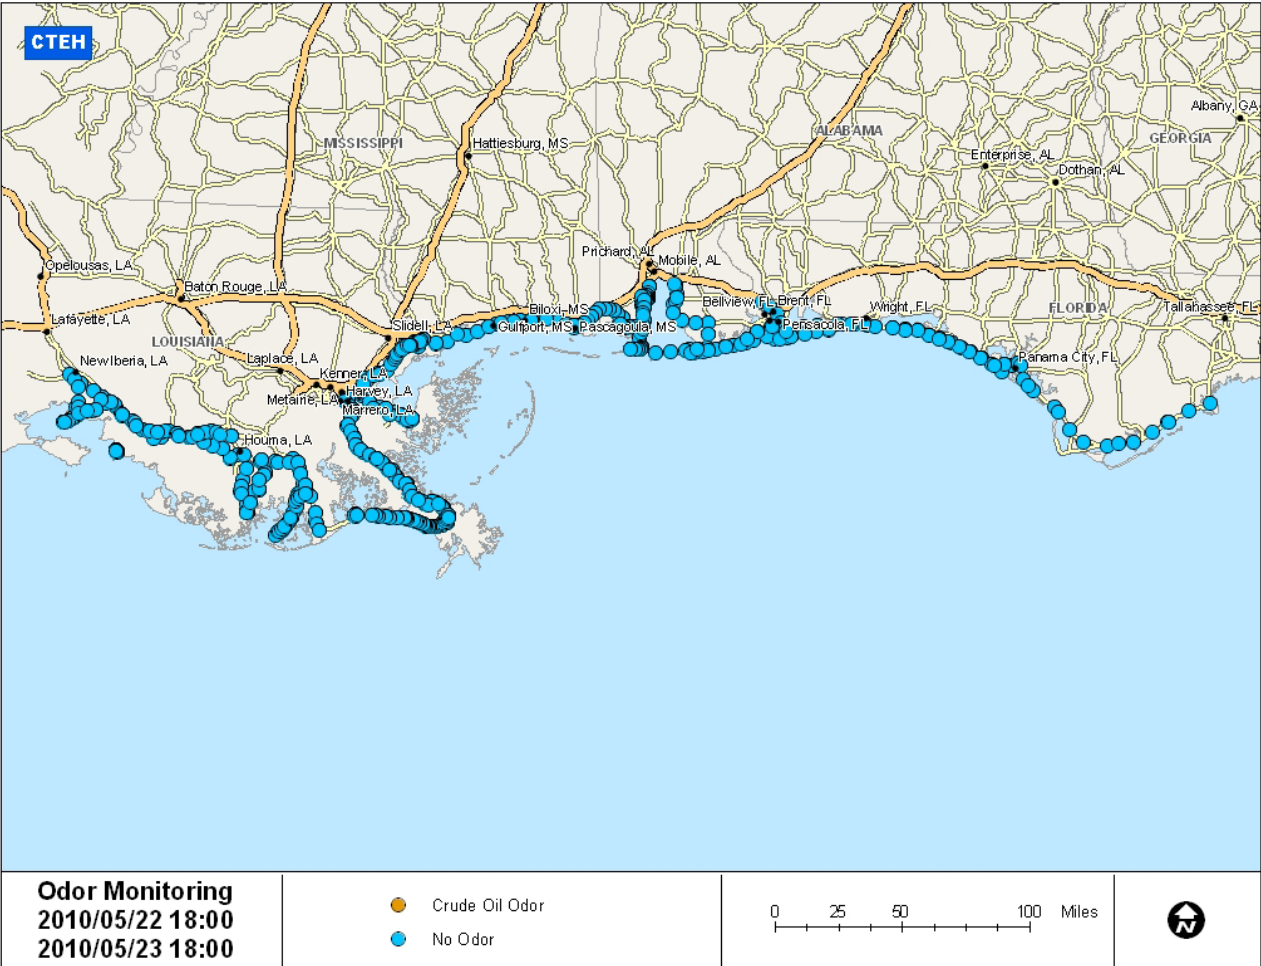 CTEH
Albany, GA
ALABAMA
GEORGIA
MISSISSIPPI
Hattiesburg, MS
Enterprise, AL
Dothan, AL
Prichard, AL
Mobile, AL
Opelousas, LA
Baton Rouge, LA
Bellview, FL
Brent, FL
Wright, FL
FLORIDA
Tallahassee, FL
Biloxi, MS
Lafayette, LA
Slidell, LA
Gulfport, MS
Pascagoula, MS
Pensacola, FL
LOUISIANA
New Iberia, LA
Laplace, LA
Panama City, FL
Kenner, LA
Harvey, LA
Metairie, LA
Marrero, LA
Houma, LA
Odor Monitoring
2010/05/22 18:00
2010/05/23 18:00
Crude Oil Odor
No Odor
0 25 50 100 Miles
N